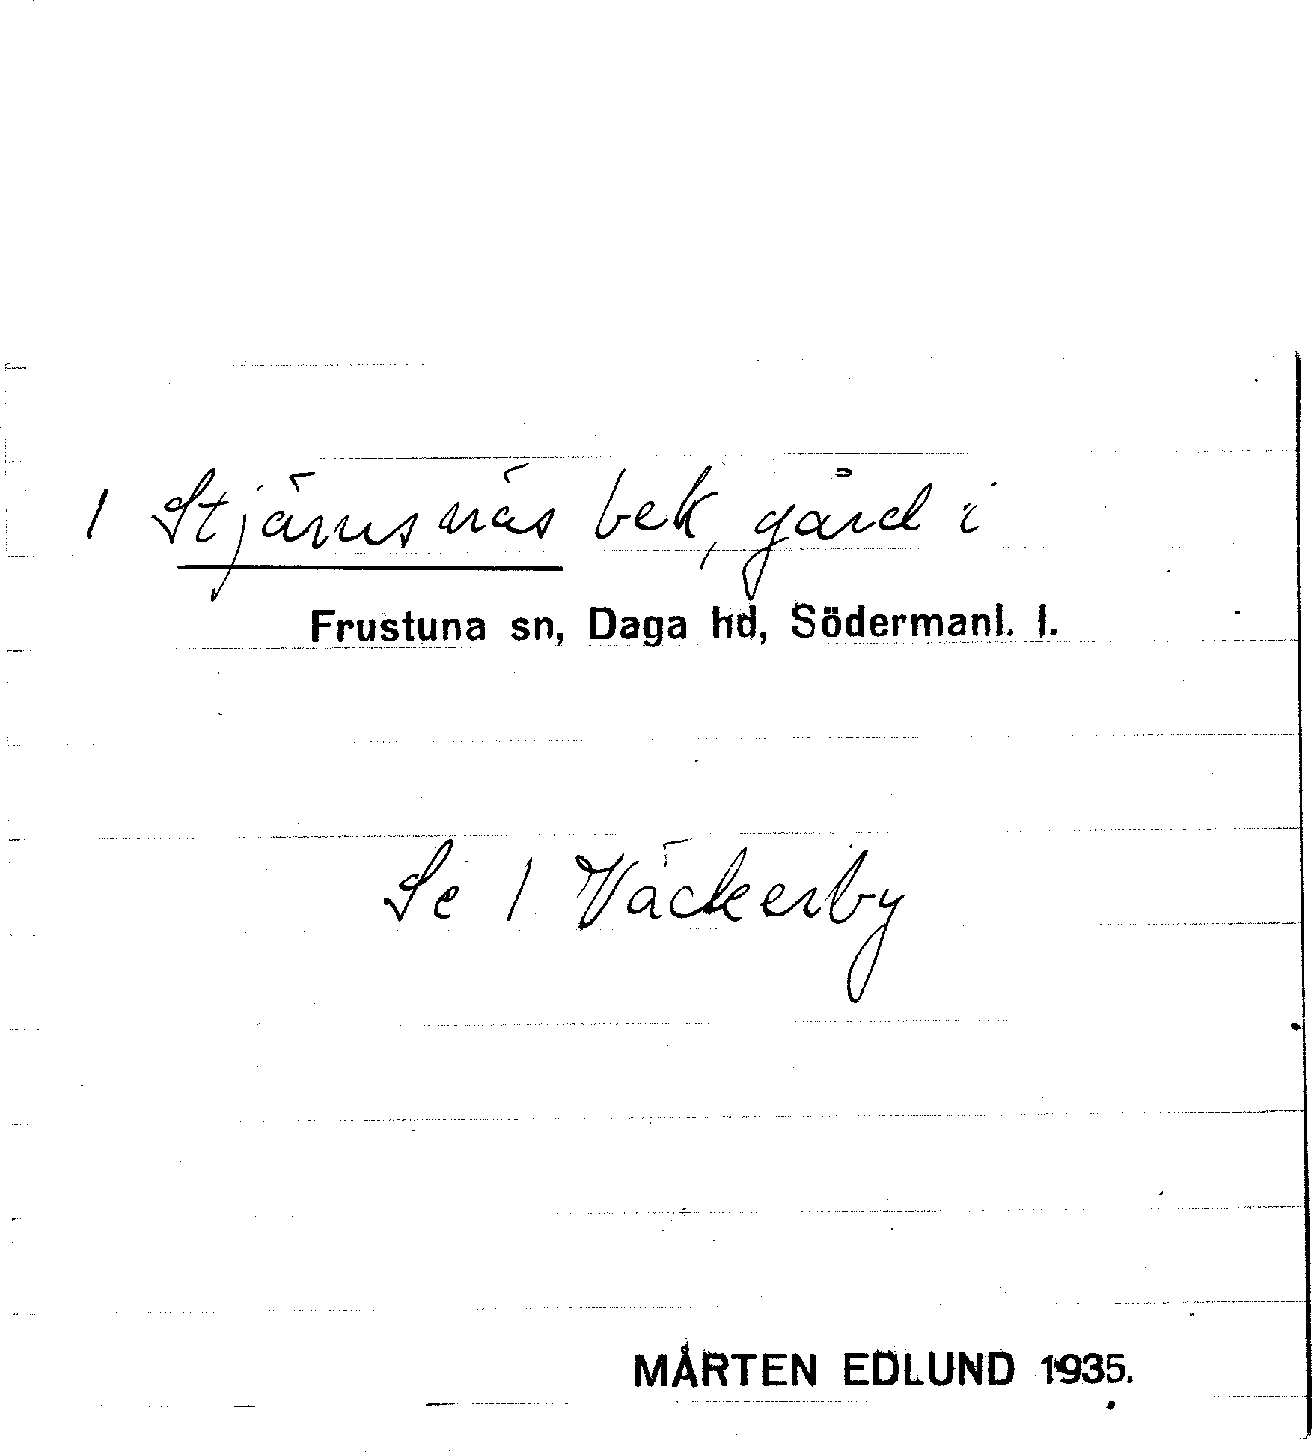 1 Stjärnsnäs bek, gård i
Frustuna sn, Daga hd, Södermanl. l.
Se 1 Väckerby
MÅRTEN EDLUND 1935.